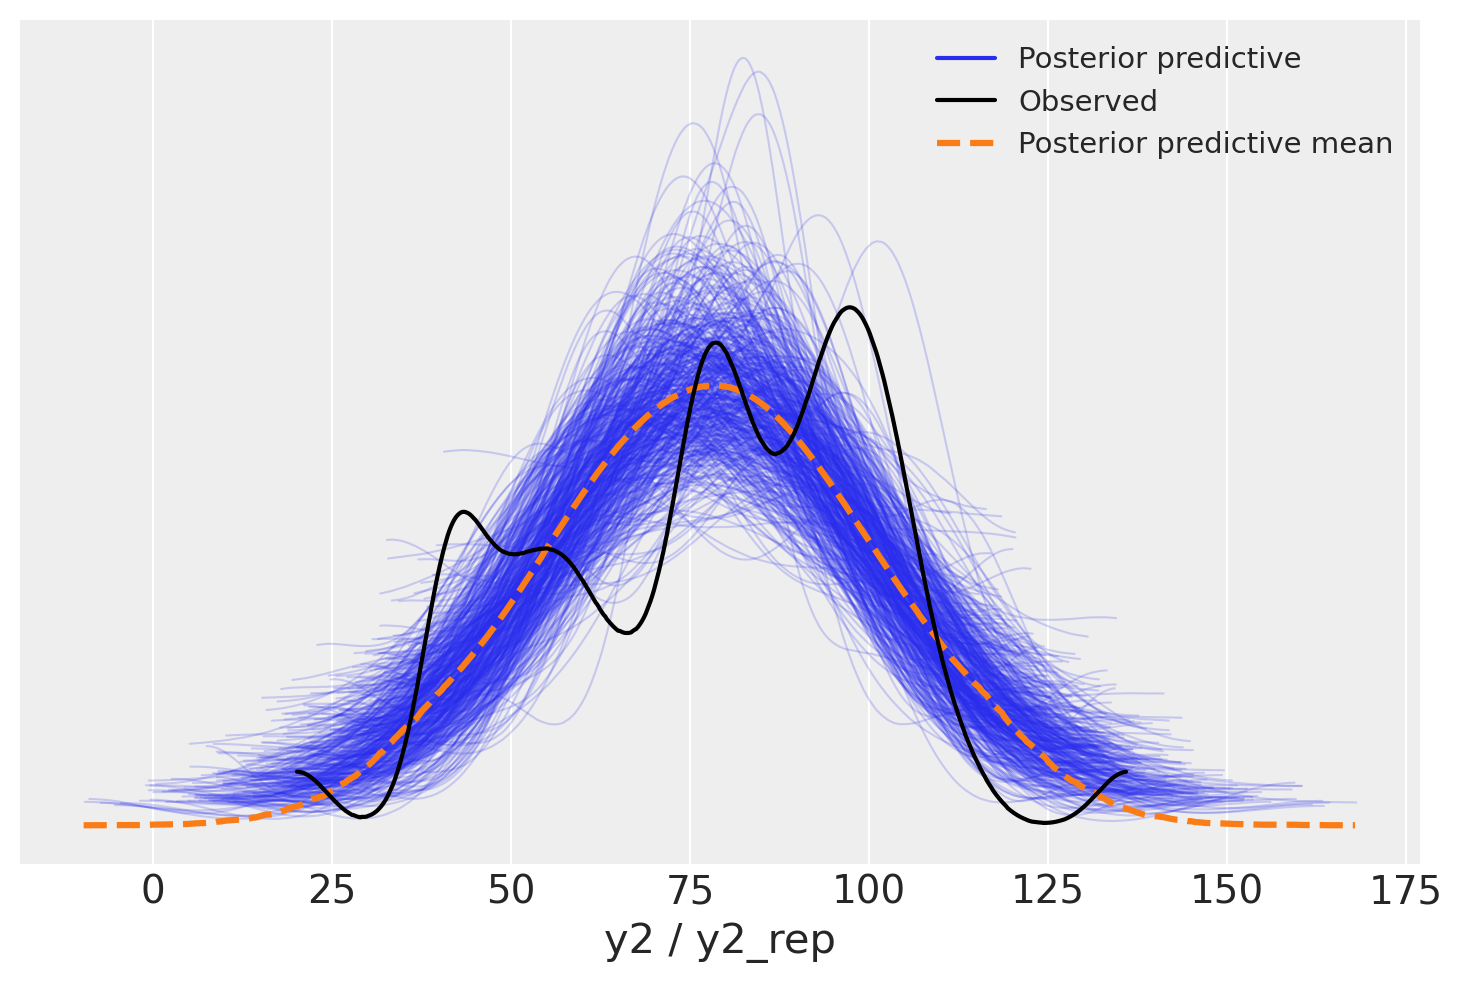 Posterior predictive
Observed
Posterior predictive mean
0 25 50 75 100 125 150 175
y2 / y2_rep